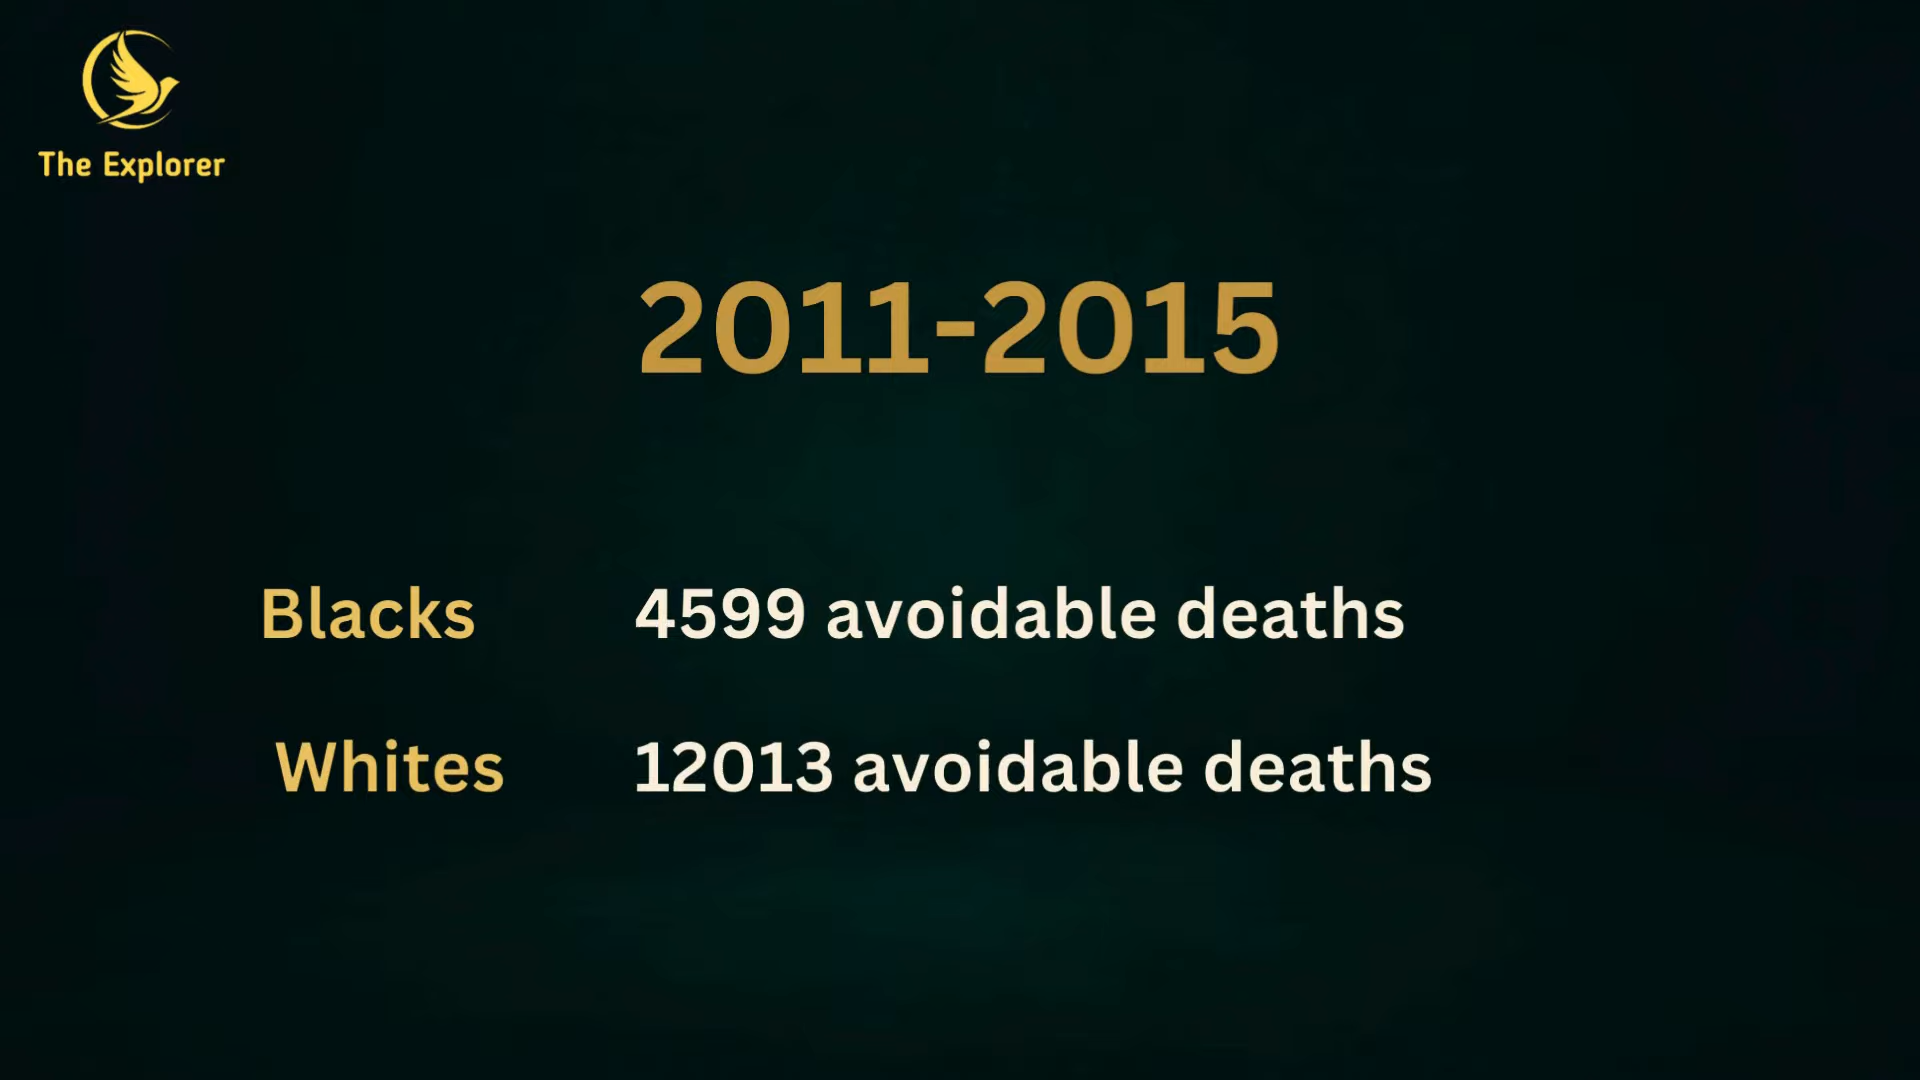 The Explorer
2011-2015
Blacks 4599 avoidable deaths
Whites 12013 avoidable deaths